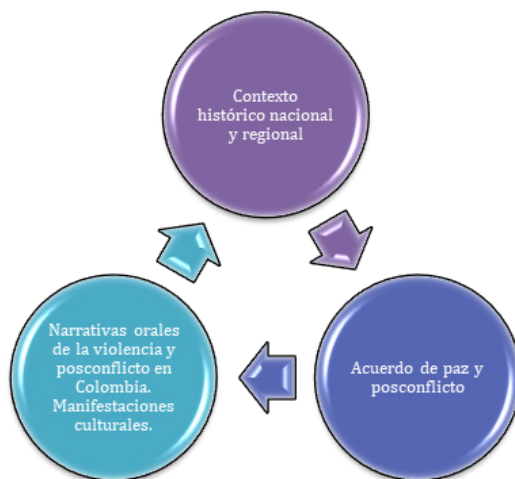 Contexto
histórico nacional
y regional
Narrativas orales
de la violencia y
posconflicto en
Colombia.
Manifestaciones
culturales.
Acuerdo de paz y
posconflicto